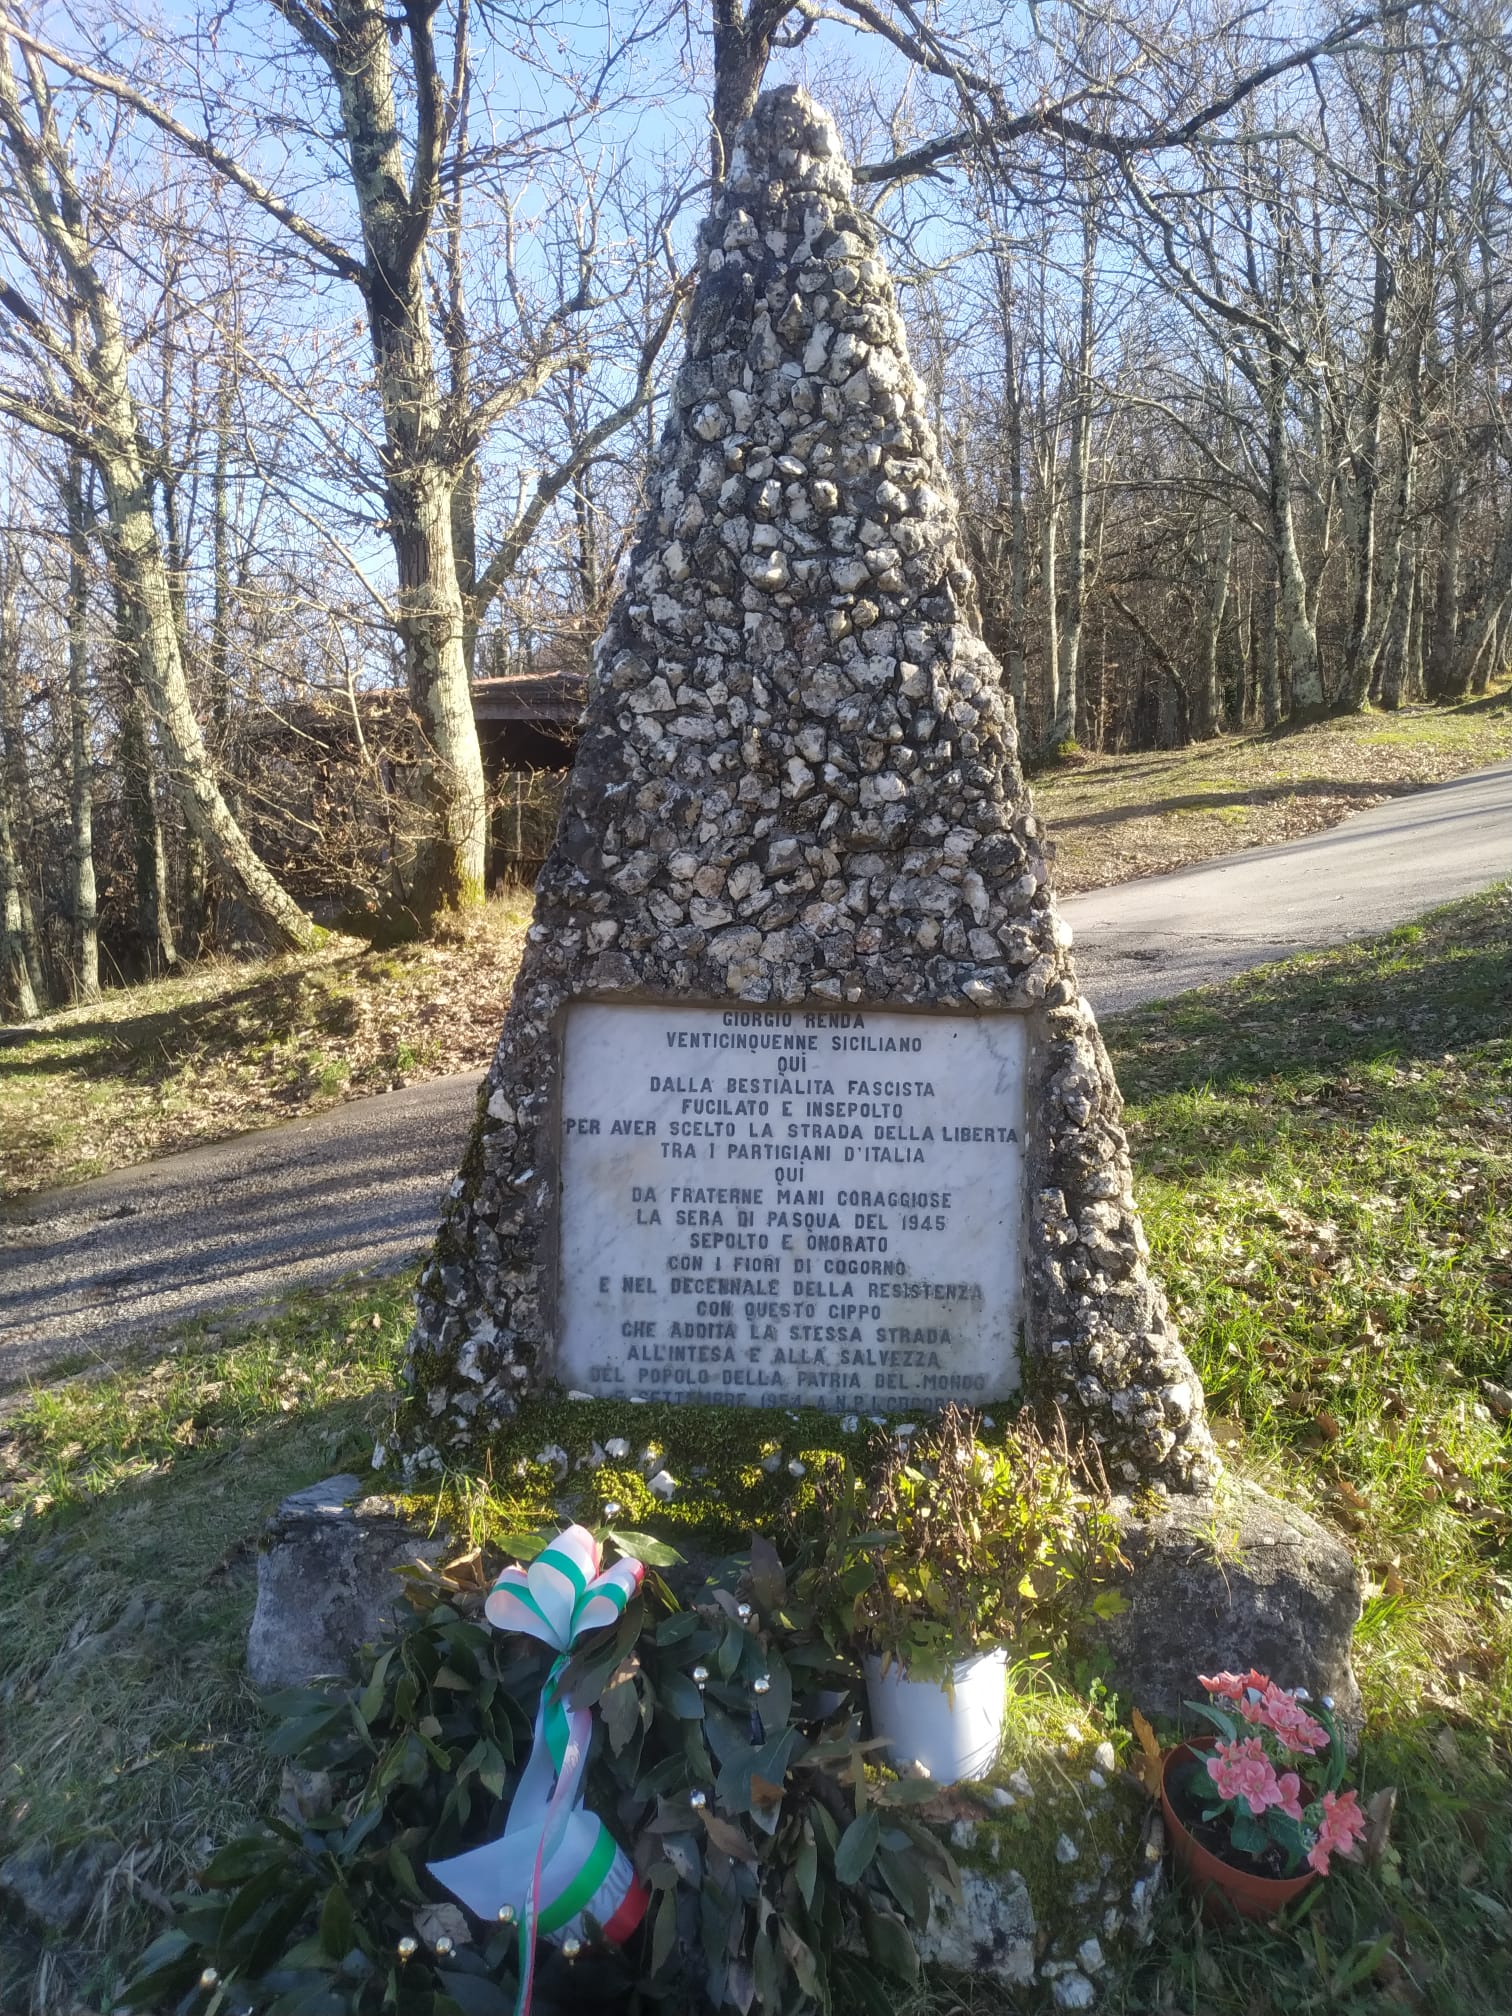 GIORGIO RENDA
VENTICINQUENNE SICILIANO
QUI
DALLA BESTIALITA FASCISTA
FUCILATO E INSEPOLTO
PER AVER SCELTO LA STRADA DELLA LIBERTA
TRA I PARTIGIANI D'ITALIA
QUI
DA FRATERNE MANI CORAGGIOSE
LA SERA DI PASQUA DEL 1945
SEPOLTO E ONORATO
CON I FIORI DI COGORNO
E NEL DECENNALE DELLA RESISTENZA
CON QUESTO CIPPO
CHE ADDITA LA STESSA STRADA
ALL'INTESA E ALLA SALVEZZA
DEL POPOLO DELLA PATRIA DEL MONDO
SETTEMBRE 1954 A.N.P.I. COGORNO